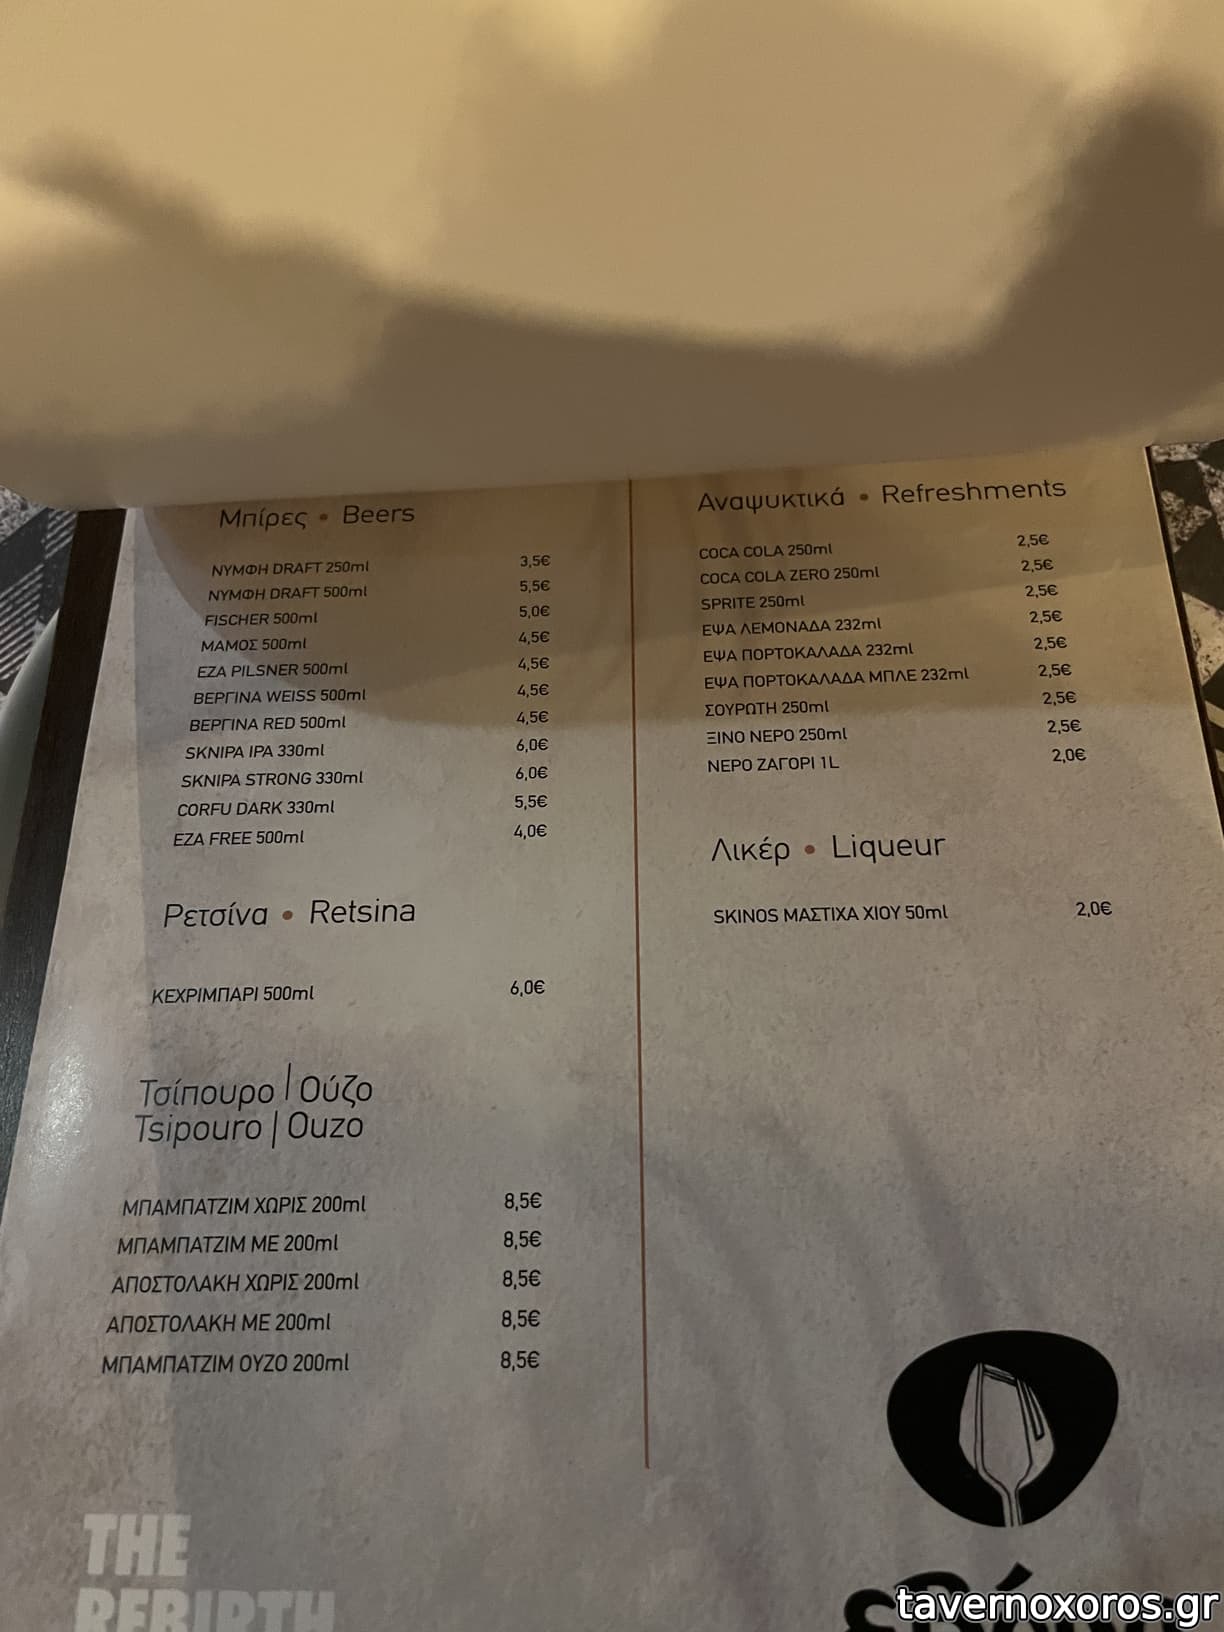 Μπίρες • Beers
ΝΥΜΦΗ DRAFT 250ml 3,5€
ΝΥΜΦΗ DRAFT 500ml 5,5€
FISCHER 500ml 5,0€
ΜΑΜΟΣ 500ml 4,5€
EZA PILSNER 500ml 4,5€
ΒΕΡΓΙΝΑ WEISS 500ml 4,5€
ΒΕΡΓΙΝΑ RED 500ml 4,5€
SKNIPA IPA 330ml 6,0€
SKNIPA STRONG 330ml 6,0€
CORFU DARK 330ml 5,5€
EZA FREE 500ml 4,0€
Ρετσίνα • Retsina
ΚΕΧΡΙΜΠΑΡΙ 500ml 6,0€
Τσίπουρο | Ούζο
Tsipouro | Ouzo
ΜΠΑΜΠΑΤΖΙΜ ΧΩΡΙΣ 200ml 8,5€
ΜΠΑΜΠΑΤΖΙΜ ΜΕ 200ml 8,5€
ΑΠΟΣΤΟΛΑΚΗ ΧΩΡΙΣ 200ml 8,5€
ΑΠΟΣΤΟΛΑΚΗ ΜΕ 200ml 8,5€
ΜΠΑΜΠΑΤΖΙΜ ΟΥΖΟ 200ml 8,5€
THE
REBIRTH
Αναψυκτικά • Refreshments
COCA COLA 250ml 2,5€
COCA COLA ZERO 250ml 2,5€
SPRITE 250ml 2,5€
ΕΨΑ ΛΕΜΟΝΑΔΑ 232ml 2,5€
ΕΨΑ ΠΟΡΤΟΚΑΛΑΔΑ 232ml 2,5€
ΕΨΑ ΠΟΡΤΟΚΑΛΑΔΑ ΜΠΛΕ 232ml 2,5€
ΣΟΥΡΩΤΗ 250ml 2,5€
ΞΙΝΟ ΝΕΡΟ 250ml 2,5€
ΝΕΡΟ ΖΑΓΟΡΙ 1L 2,0€
Λικέρ • Liqueur
SKINOS ΜΑΣΤΙΧΑ ΧΙΟΥ 50ml 2,0€
tavernoxoros.gr